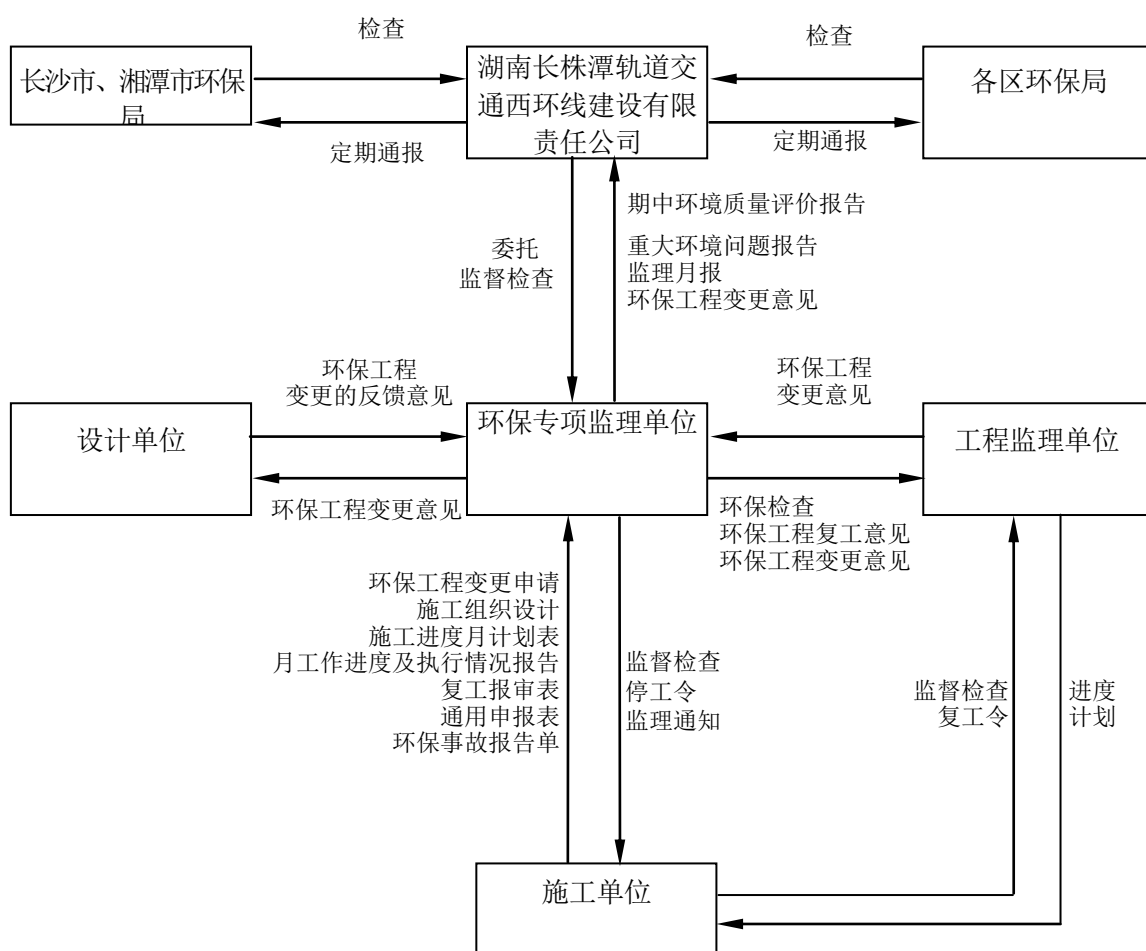 检查
检查
长沙市、湘潭市环保
局
湖南长株潭轨道交
通西环线建设有限
责任公司
各区环保局
定期通报
定期通报
委托
监督检查
期中环境质量评价报告
重大环境问题报告
监理月报
环保工程变更意见
环保工程
变更的反馈意见
环保工程
变更意见
设计单位
环保专项监理单位
工程监理单位
环保工程变更意见
环保检查
环保工程复工意见
环保工程变更意见
环保工程变更申请
施工组织设计
施工进度月计划表
月工作进度及执行情况报告
复工报审表
通用申报表
环保事故报告单
监督检查
停工令
监理通知
监督检查
复工令
进度
计划
施工单位